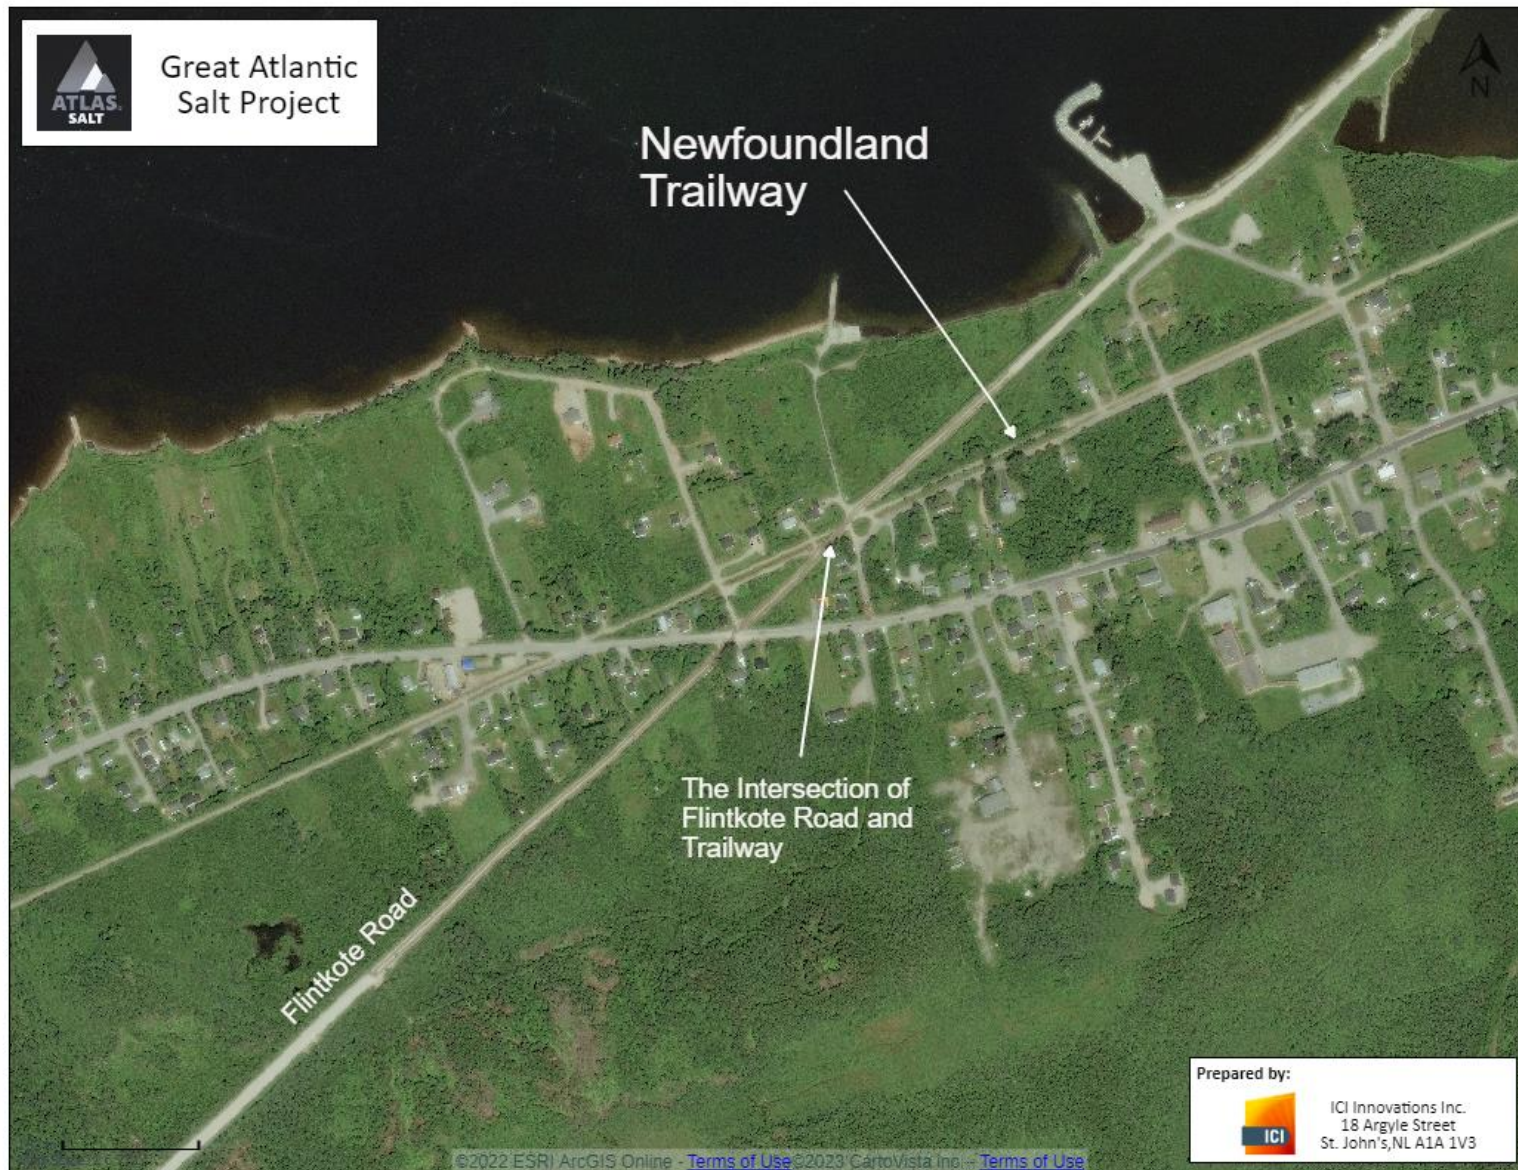 ATLAS
SALT
Great Atlantic
Salt Project
N
Newfoundland
Trailway
The Intersection of
Flintkote Road and
Trailway
Flintkote Road
Prepared by:
ICI
ICI Innovations Inc.
18 Argyle Street
St. John's,NL A1A 1V3
©2022 ESRI ArcGIS Online - Terms of Use ©2023 CartoVista Inc. - Terms of Use